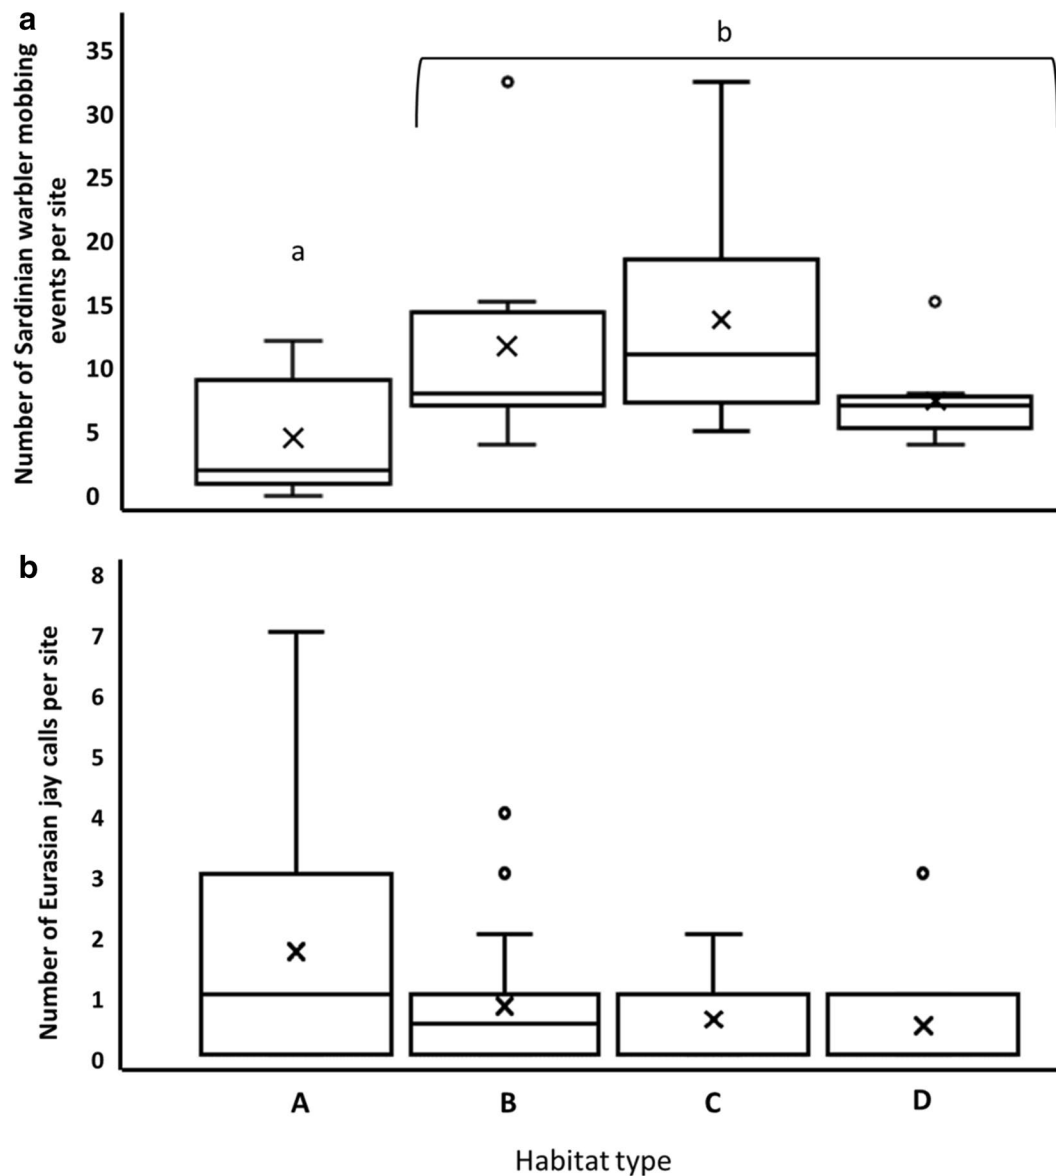 a
Number of Sardinian warbler mobbing
events per site
35
30
25
20
15
10
5
0
a
b
b
Number of Eurasian jay calls per site
8
7
6
5
4
3
2
1
0
A B C D
Habitat type